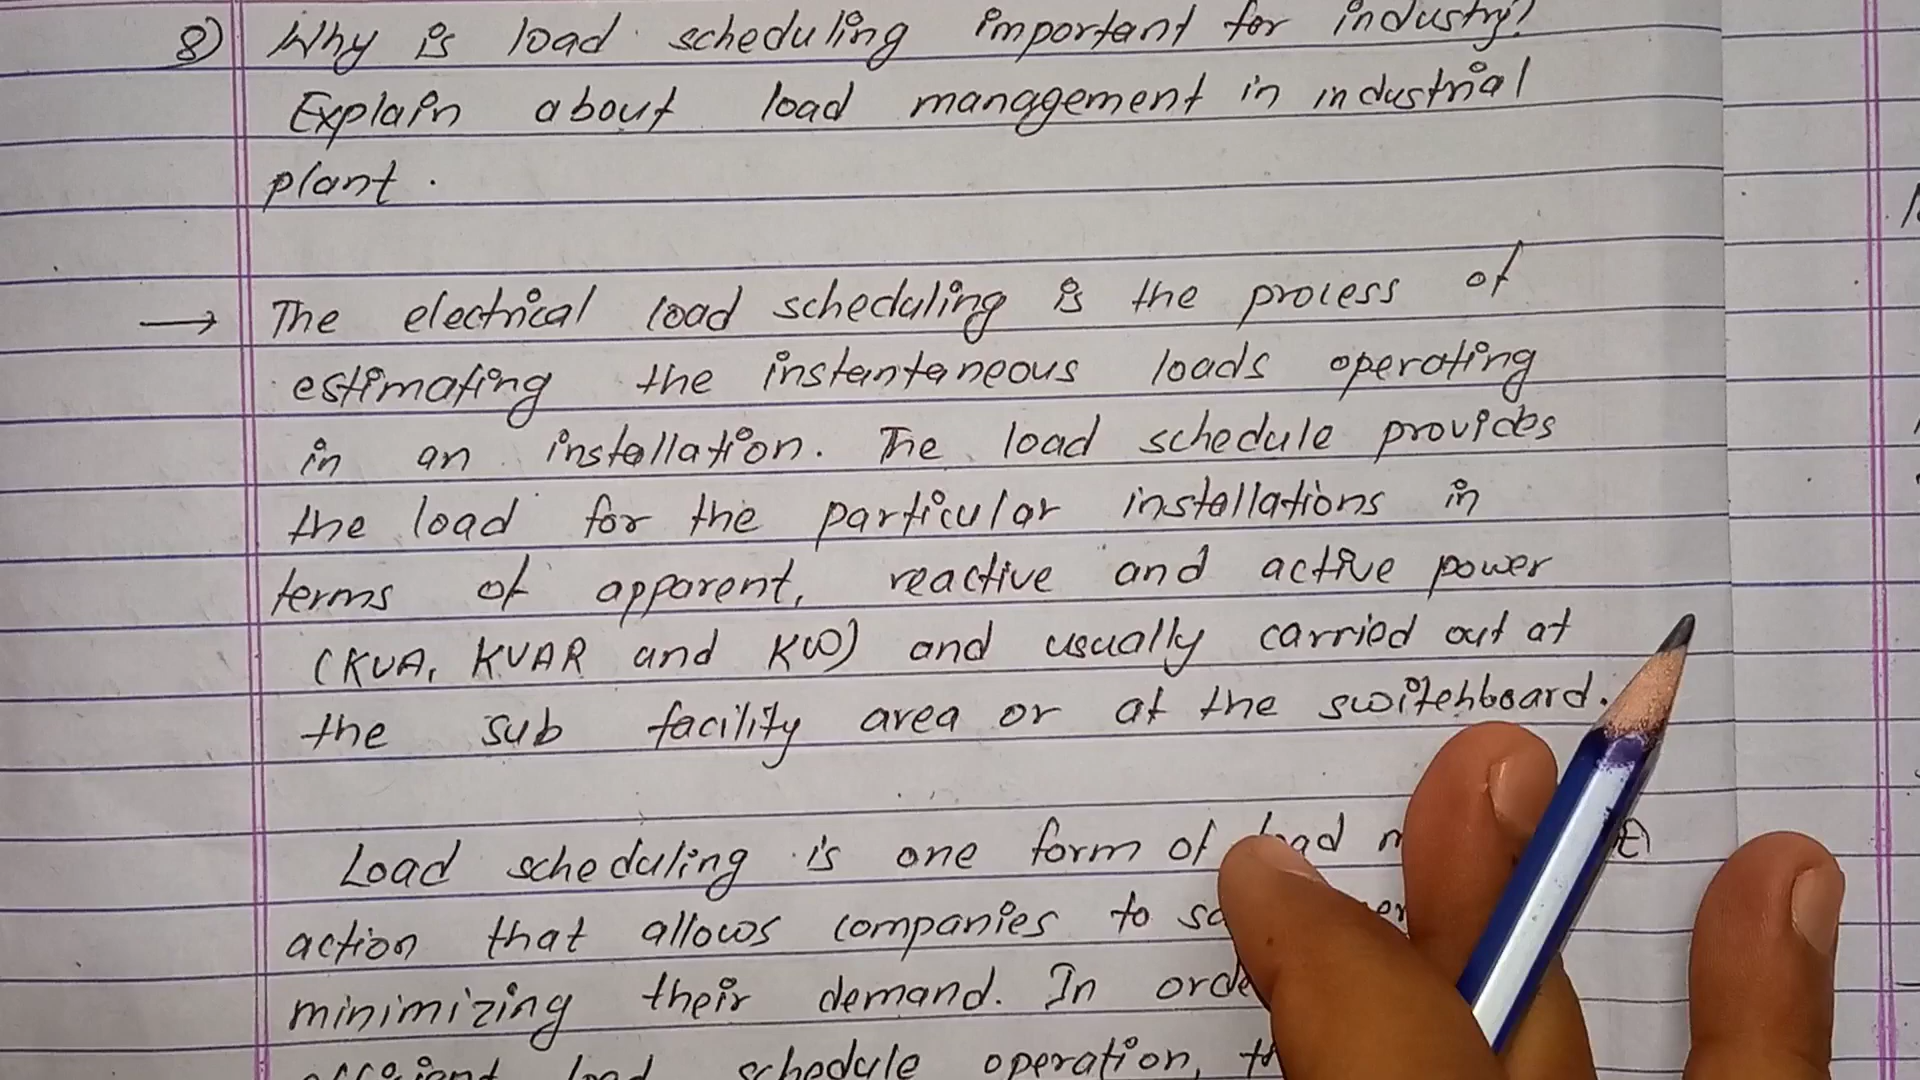 8) Why is load scheduling important for industry?
Explain about load management in industrial
plant.
→ The electrical load scheduling is the process of
estimating the instantaneous loads operating
in an installation. The load schedule provides
the load for the particular installations in
terms of apparent, reactive and active power
(KVA, KVAR and KW) and usually carried out at
the sub facility area or at the switchboard.
Load scheduling is one form of load
action that allows companies to
minimizing their demand. In
load schedule operation,